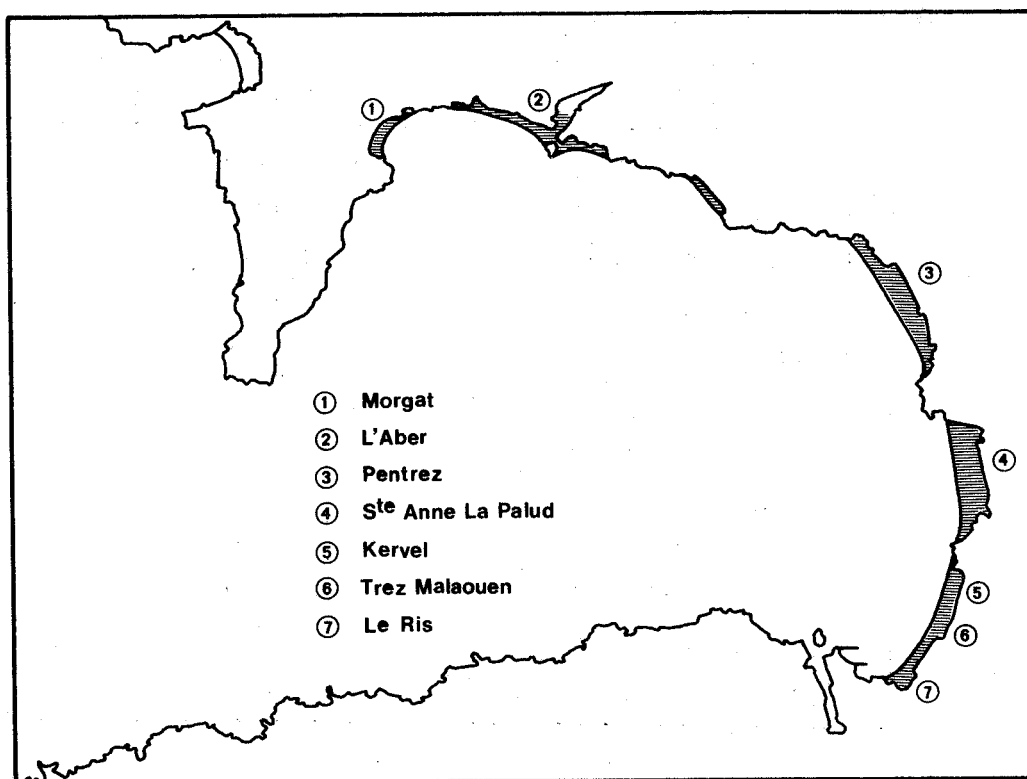 1
2
3
4
5
6
7
1 Morgat
2 L'Aber
3 Pentrez
4 Ste Anne La Palud
5 Kervel
6 Trez Malaouen
7 Le Ris